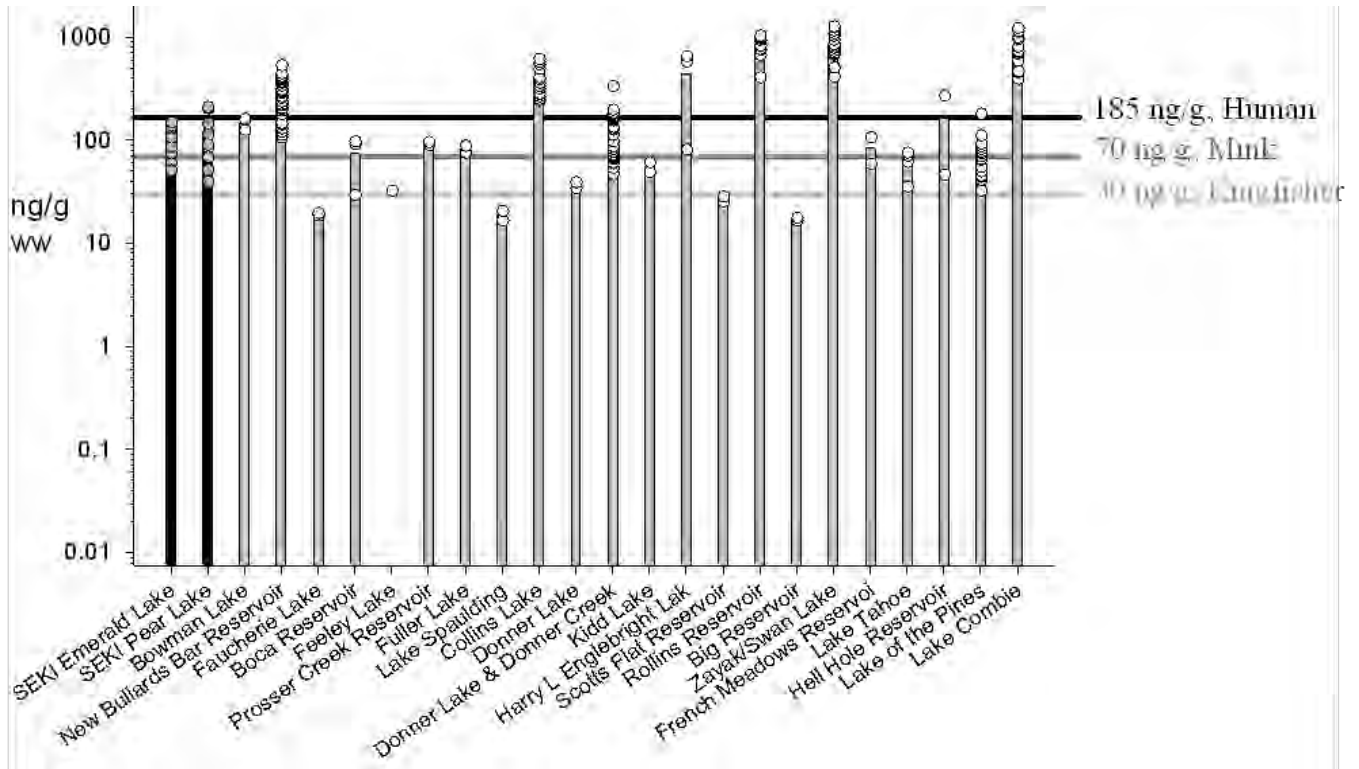 1000
100
10
1
0.1
0.01
ng/g
ww
185 ng/g, Human
70 ng/g, Mink
30 ng/g, Kingfisher
SEKI Emerald Lake
SEKI Pear Lake
Bowman Lake
New Bullards Bar Reservoir
Faucherie Lake
Boca Reservoir
Feeley Lake
Prosser Creek Reservoir
Fuller Lake
Lake Spaulding
Collins Lake
Donner Lake
Donner Lake & Donner Creek
Kidd Lake
Harry L Englebright Lak
Scotts Flat Reservoir
Rollins Reservoir
Big Reservoir
Zayak/Swan Lake
French Meadows Reservoi
Lake Tahoe
Hell Hole Reservoir
Lake of the Pines
Lake Combie